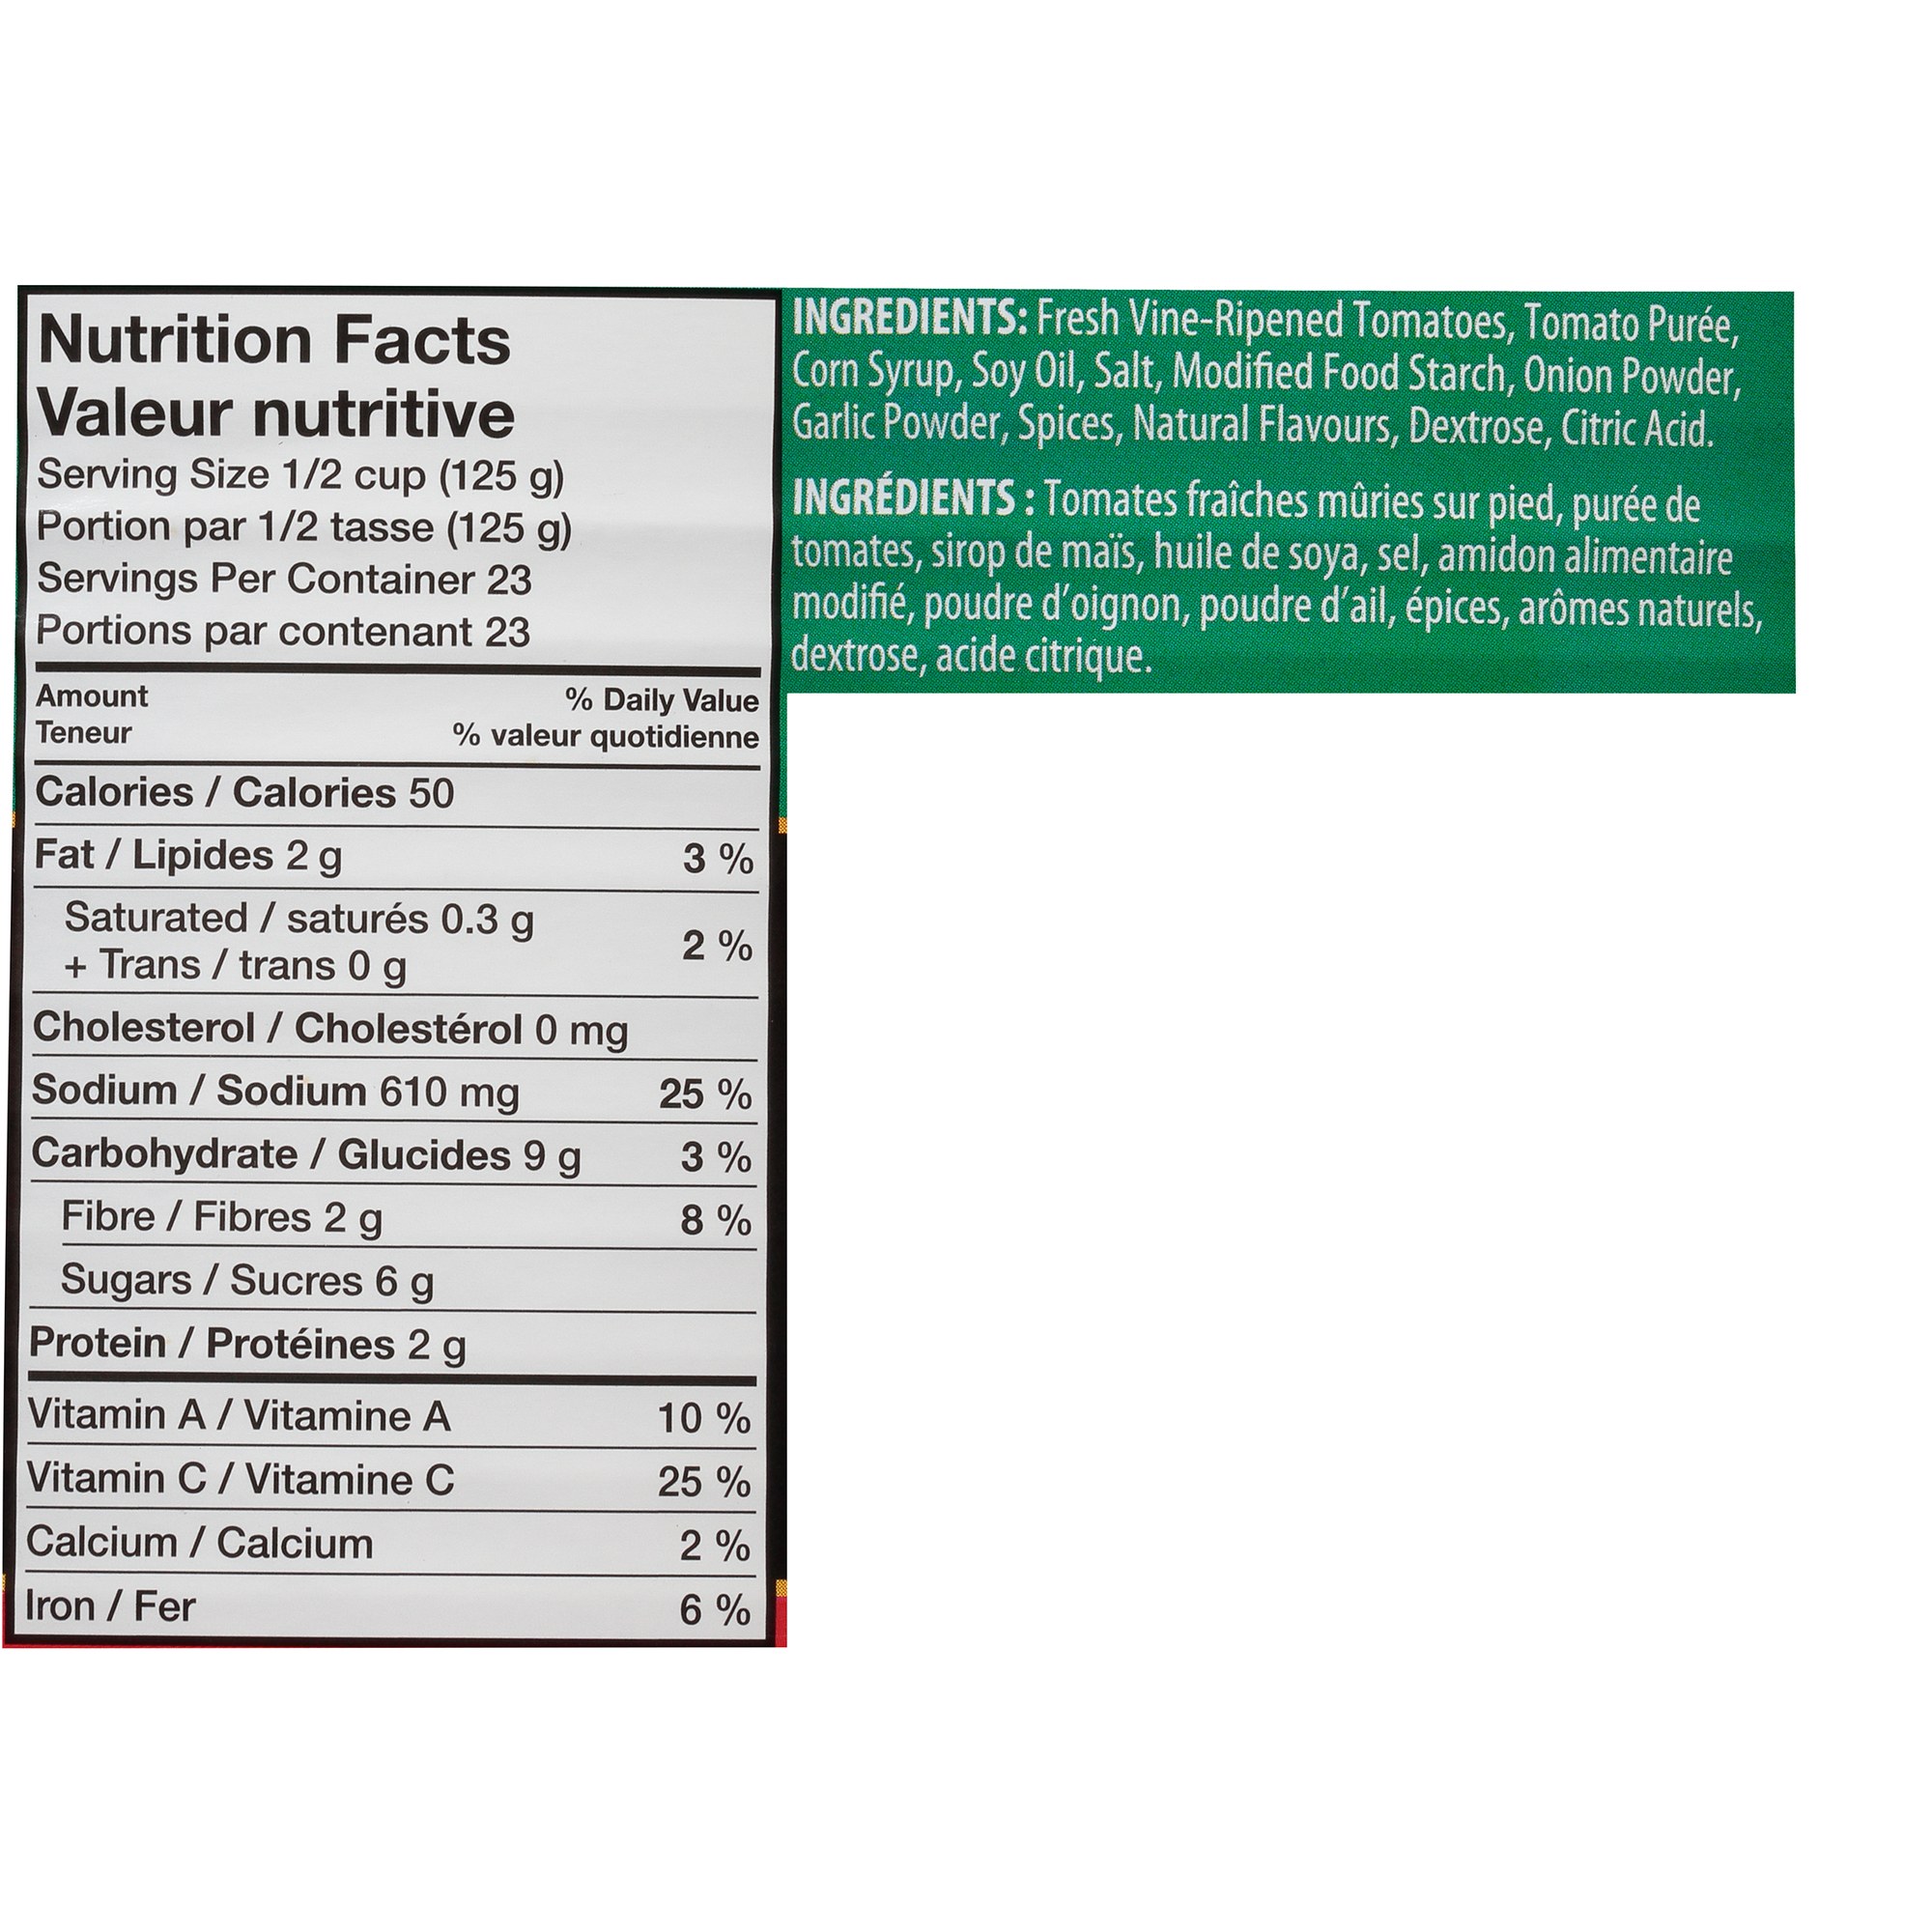 Nutrition Facts
Valeur nutritive
Serving Size 1/2 cup (125 g)
Portion par 1/2 tasse (125 g)
Servings Per Container 23
Portions par contenant 23
Amount % Daily Value
Teneur % valeur quotidienne
Calories / Calories 50
Fat / Lipides 2 g 3 %
Saturated / saturés 0.3 g
+ Trans / trans 0 g 2 %
Cholesterol / Cholestérol 0 mg
Sodium / Sodium 610 mg 25 %
Carbohydrate / Glucides 9 g 3 %
Fibre / Fibres 2 g 8 %
Sugars / Sucres 6 g
Protein / Protéines 2 g
Vitamin A / Vitamine A 10 %
Vitamin C / Vitamine C 25 %
Calcium / Calcium 2 %
Iron / Fer 6 %
INGREDIENTS: Fresh Vine-Ripened Tomatoes, Tomato Purée,
Corn Syrup, Soy Oil, Salt, Modified Food Starch, Onion Powder,
Garlic Powder, Spices, Natural Flavours, Dextrose, Citric Acid.
INGRÉDIENTS : Tomates fraîches mûries sur pied, purée de
tomates, sirop de maïs, huile de soya, sel, amidon alimentaire
modifié, poudre d'oignon, poudre d'ail, épices, arômes naturels,
dextrose, acide citrique.